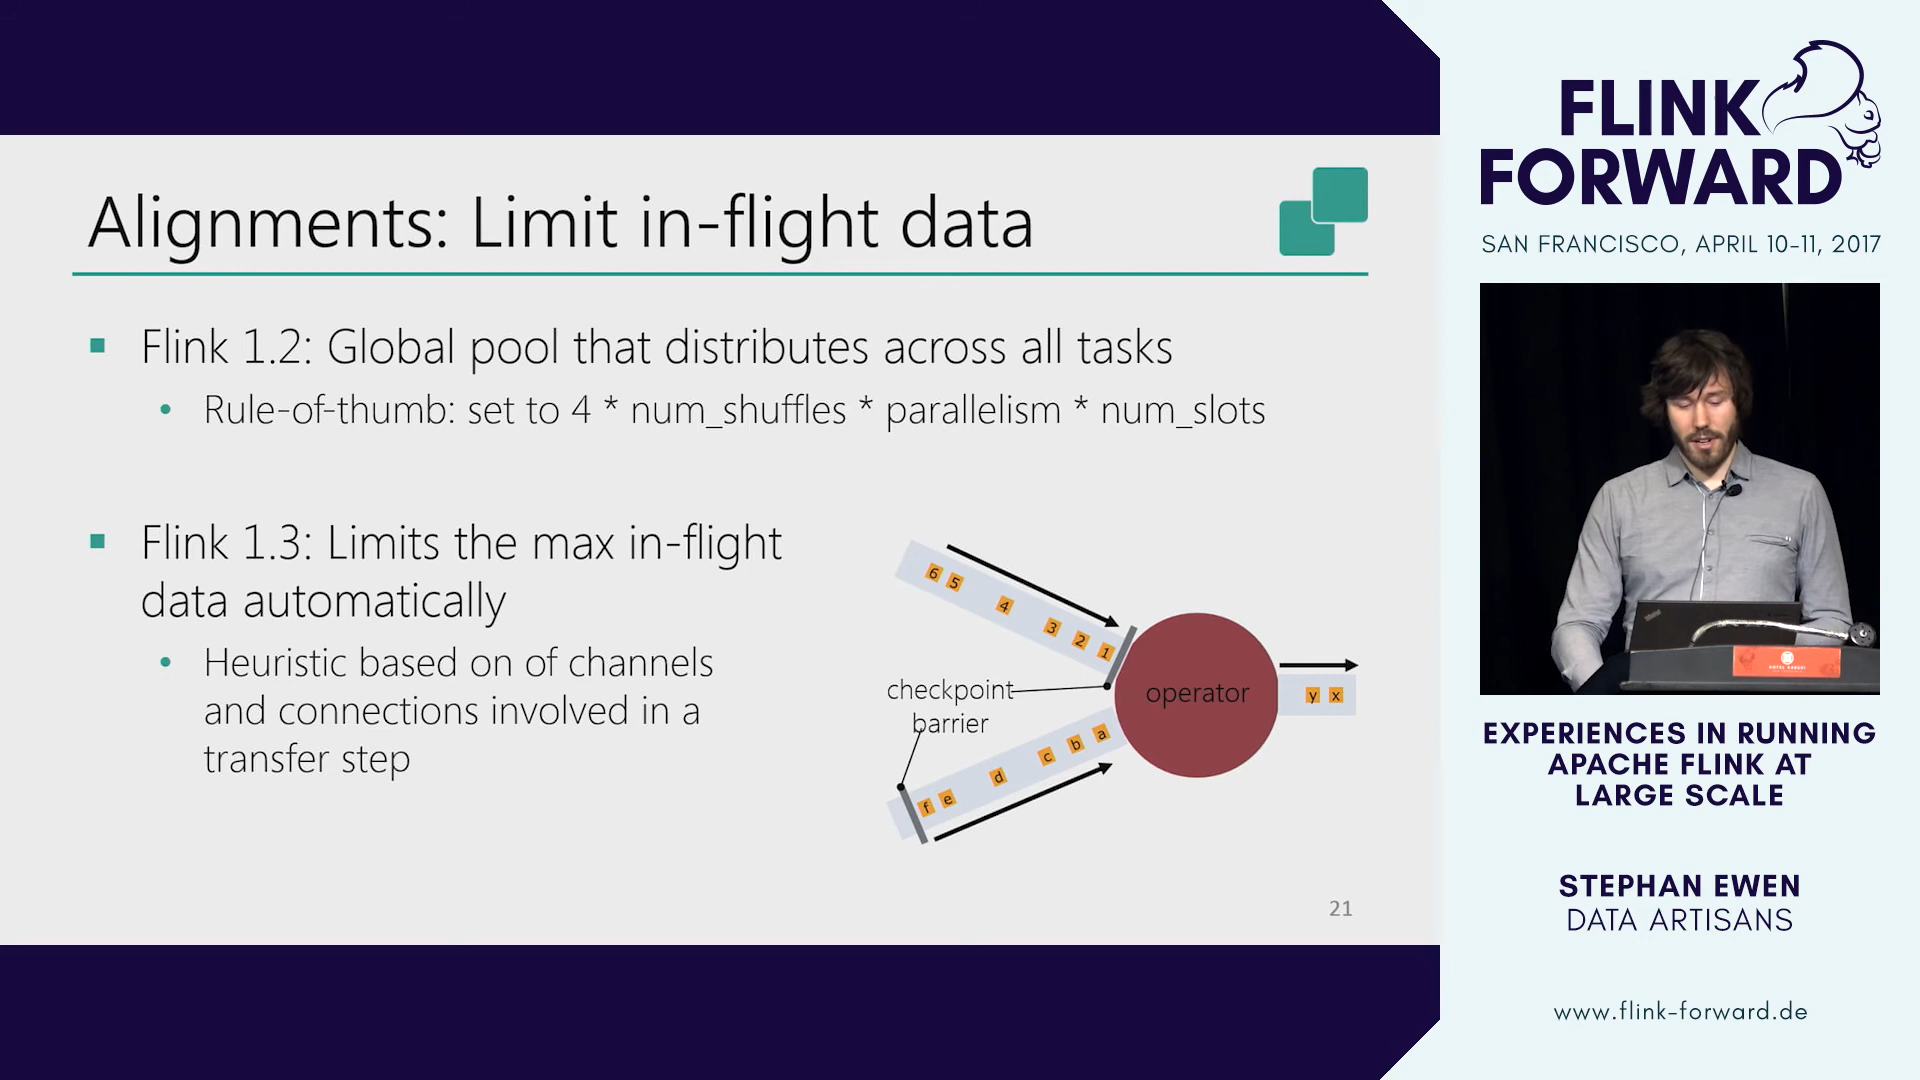 Alignments: Limit in-flight data
Flink 1.2: Global pool that distributes across all tasks
Rule-of-thumb: set to 4 * num_shuffles * parallelism * num_slots
Flink 1.3: Limits the max in-flight
data automatically
Heuristic based on of channels
and connections involved in a
transfer step
6 5 4 3 2 1
checkpoint
barrier
operator
y x
f e d c b a
21
FLINK
FORWARD
SAN FRANCISCO, APRIL 10-11, 2017
EXPERIENCES IN RUNNING
APACHE FLINK AT
LARGE SCALE
STEPHAN EWEN
DATA ARTISANS
www.flink-forward.de